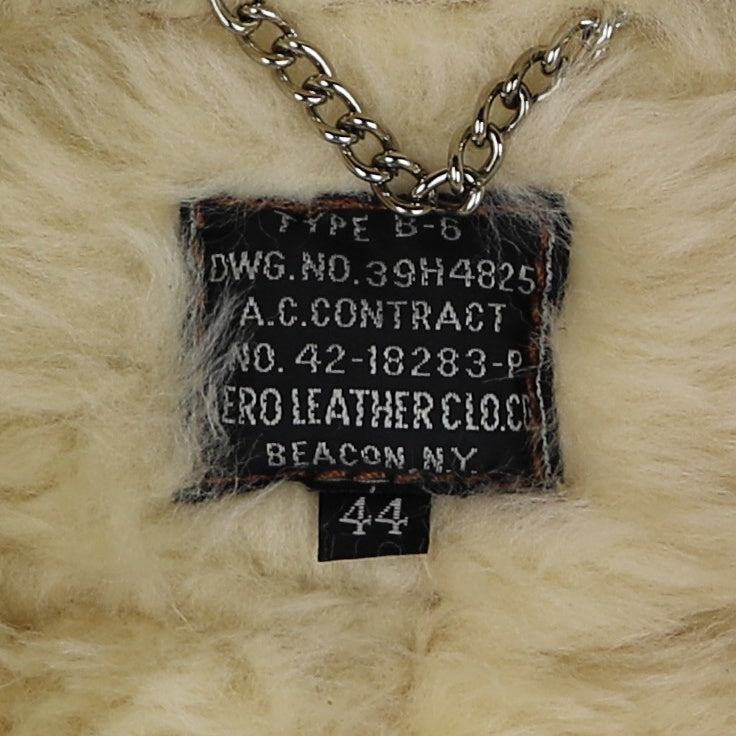 TYPE B-6
DWG.NO.39H4825
A.C.CONTRACT
NO. 42-18283-P
ERO LEATHER CLO.CO
BEACON, N.Y.
44